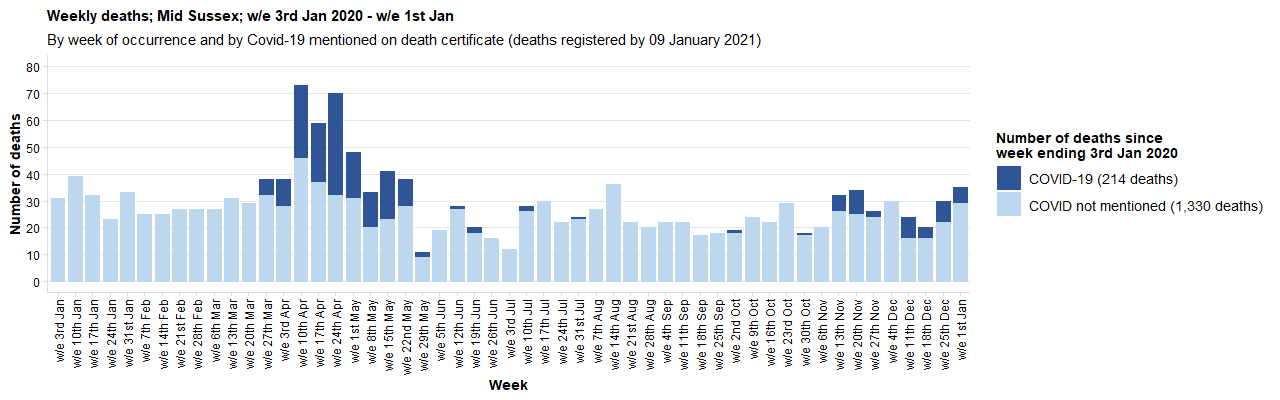 Weekly deaths; Mid Sussex; w/e 3rd Jan 2020 - w/e 1st Jan
By week of occurrence and by Covid-19 mentioned on death certificate (deaths registered by 09 January 2021)
Number of deaths
80
70
60
50
40
30
20
10
0
w/e 3rd Jan
w/e 10th Jan
w/e 17th Jan
w/e 24th Jan
w/e 31st Jan
w/e 7th Feb
w/e 14th Feb
w/e 21st Feb
w/e 28th Feb
w/e 6th Mar
w/e 13th Mar
w/e 20th Mar
w/e 27th Mar
w/e 3rd Apr
w/e 10th Apr
w/e 17th Apr
w/e 24th Apr
w/e 1st May
w/e 8th May
w/e 15th May
w/e 22nd May
w/e 29th May
w/e 5th Jun
w/e 12th Jun
w/e 19th Jun
w/e 26th Jun
w/e 3rd Jul
w/e 10th Jul
w/e 17th Jul
w/e 24th Jul
w/e 31st Jul
w/e 7th Aug
w/e 14th Aug
w/e 21st Aug
w/e 28th Aug
w/e 4th Sep
w/e 11th Sep
w/e 18th Sep
w/e 25th Sep
w/e 2nd Oct
w/e 9th Oct
w/e 16th Oct
w/e 23rd Oct
w/e 30th Oct
w/e 6th Nov
w/e 13th Nov
w/e 20th Nov
w/e 27th Nov
w/e 4th Dec
w/e 11th Dec
w/e 18th Dec
w/e 25th Dec
w/e 1st Jan
Week
Number of deaths since
week ending 3rd Jan 2020
COVID-19 (214 deaths)
COVID not mentioned (1,330 deaths)